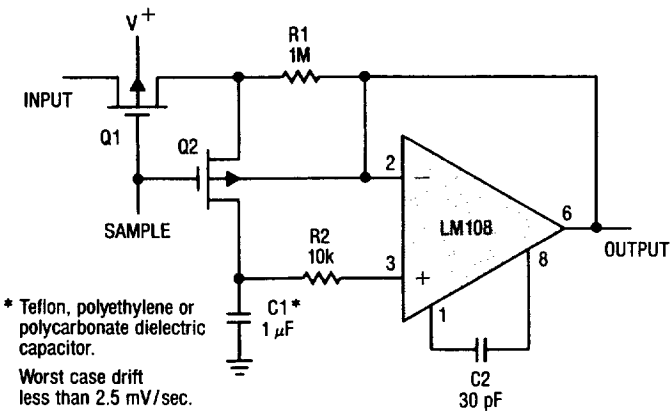 V+
R1
1M
INPUT
Q1
Q2
2
−
LM108
6
OUTPUT
8
SAMPLE
R2
10k
3
+
1
C1*
1 μF
C2
30 pF
* Teflon, polyethylene or
polycarbonate dielectric
capacitor.
Worst case drift
less than 2.5 mV/sec.